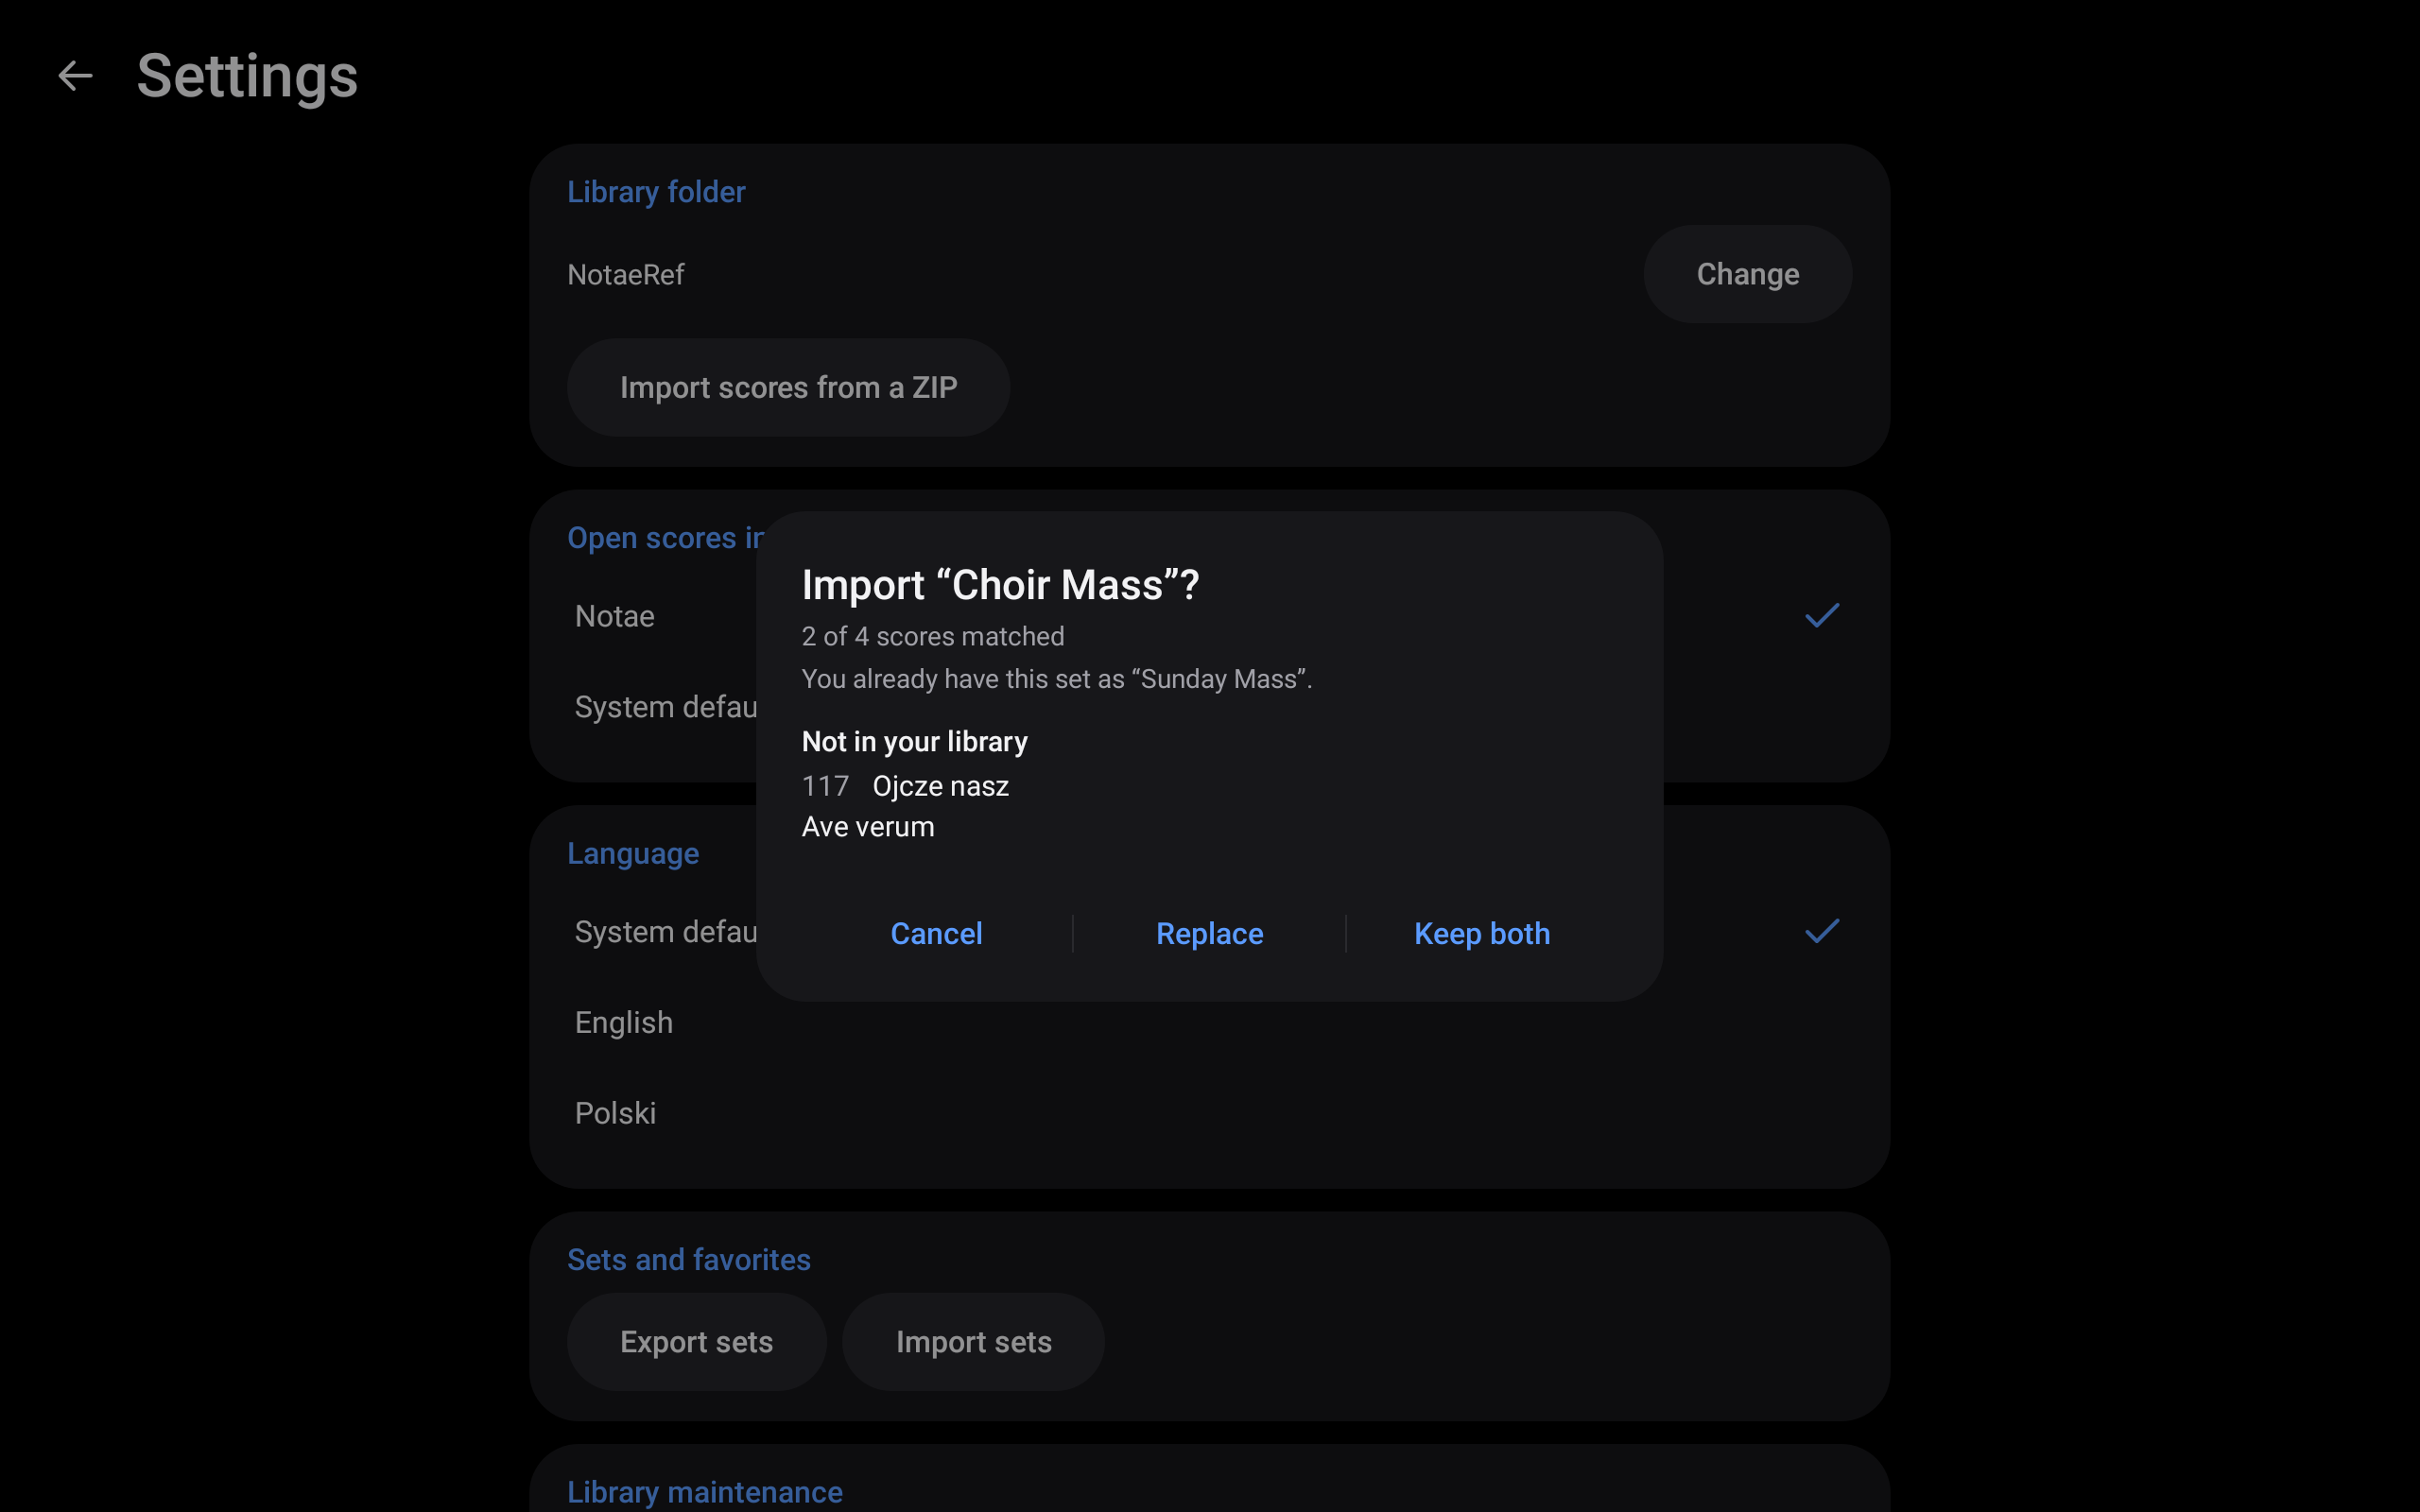 Settings
Library folder
NotaeRef
Change
Import scores from a ZIP
Open scores in
Notae
System defau
Import “Choir Mass”?
2 of 4 scores matched
You already have this set as “Sunday Mass”.
Not in your library
117 Ojcze nasz
Ave verum
Cancel
Replace
Keep both
Language
System defau
English
Polski
Sets and favorites
Export sets
Import sets
Library maintenance